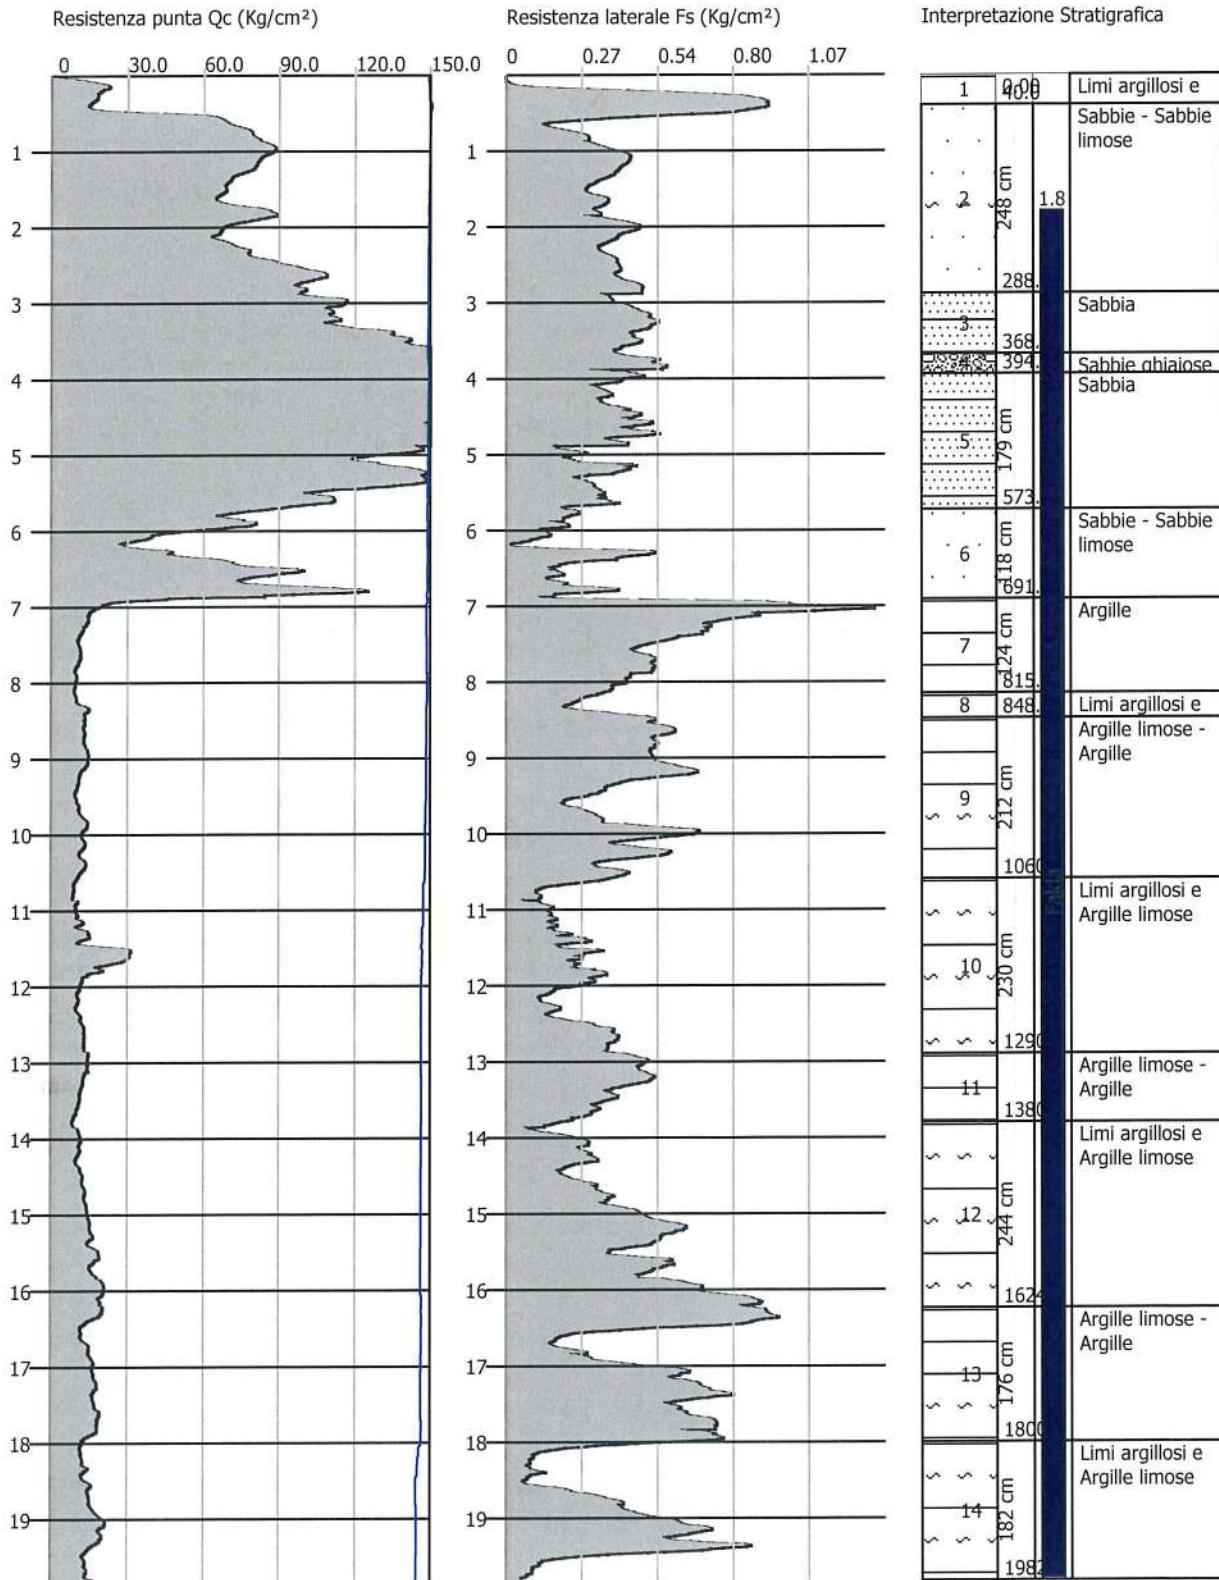 Resistenza punta Qc (Kg/cm²)
0 30.0 60.0 90.0 120.0 150.0
1
2
3
4
5
6
7
8
9
10
11
12
13
14
15
16
17
18
19
Resistenza laterale Fs (Kg/cm²)
0 0.27 0.54 0.80 1.07
1
2
3
4
5
6
7
8
9
10
11
12
13
14
15
16
17
18
19
Interpretazione Stratigrafica
1 0.00 40.0 Limi argillosi e
2 248 cm 288. Sabbie - Sabbie
limose
1.8
3 368. Sabbia
4 394. Sabbie ghiaiose
5 179 cm 573. Sabbia
6 118 cm 691. Sabbie - Sabbie
limose
7 124 cm 815. Argille
8 848. Limi argillosi e
9 212 cm 1060 Argille limose -
Argille
10 230 cm 1290 Limi argillosi e
Argille limose
11 1380 Argille limose -
Argille
12 244 cm 1624 Limi argillosi e
Argille limose
13 176 cm 1800 Argille limose -
Argille
14 182 cm 1982 Limi argillosi e
Argille limose